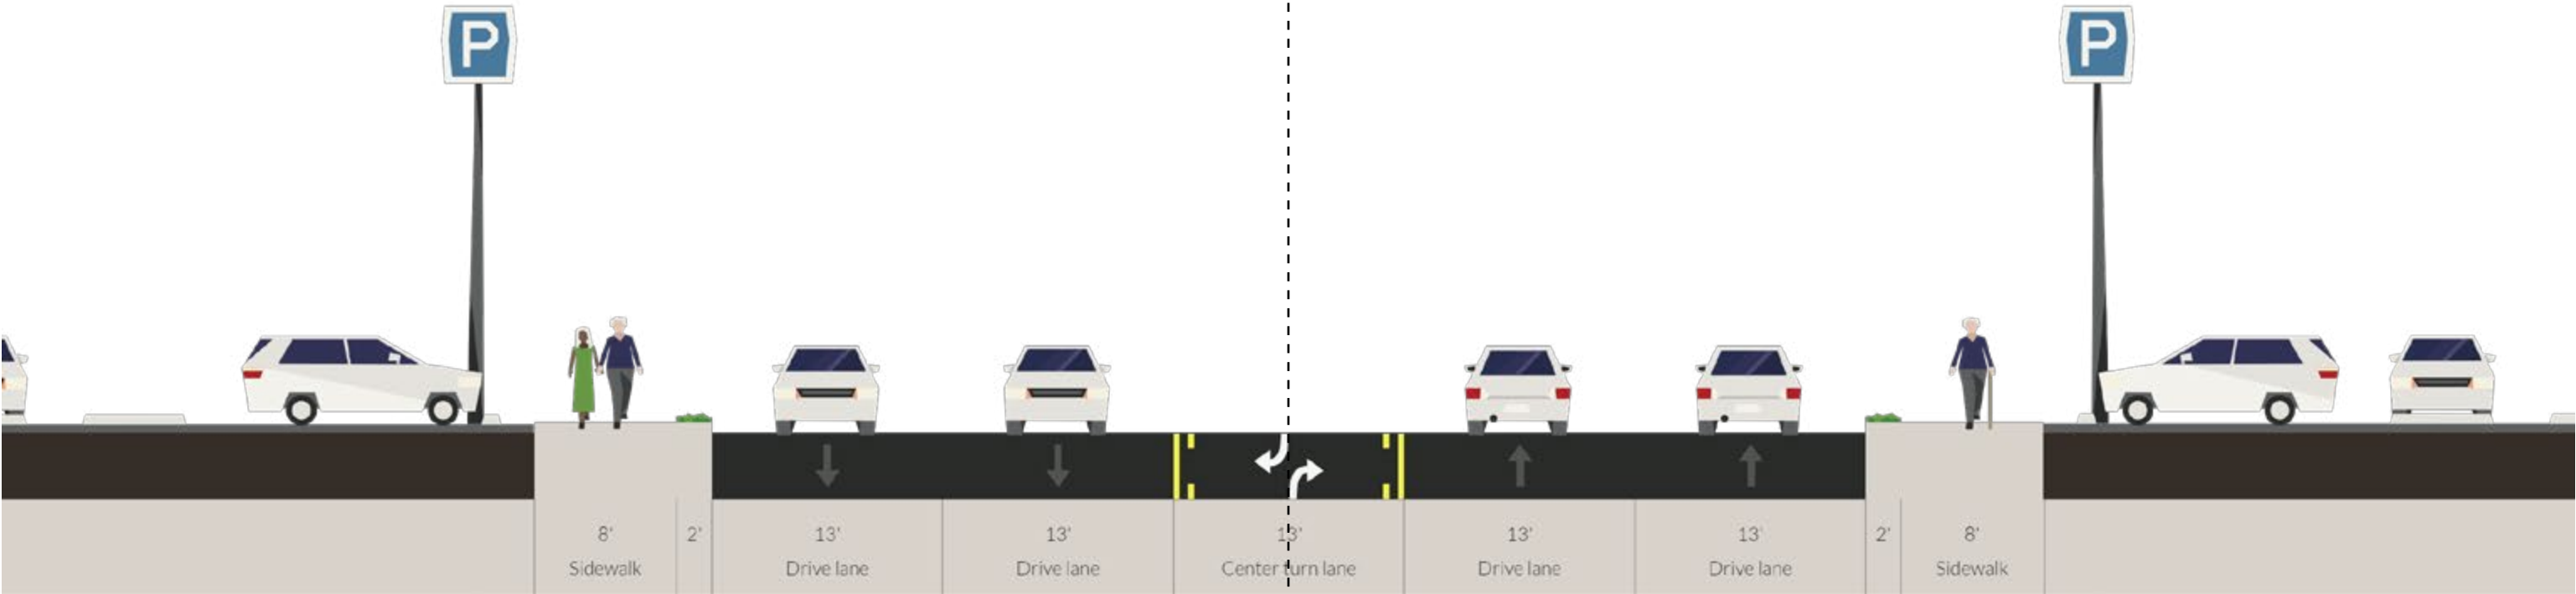 P
P
8' 2' 13' 13' 13' 13' 13' 2' 8'
Sidewalk Drive lane Drive lane Center turn lane Drive lane Drive lane Sidewalk